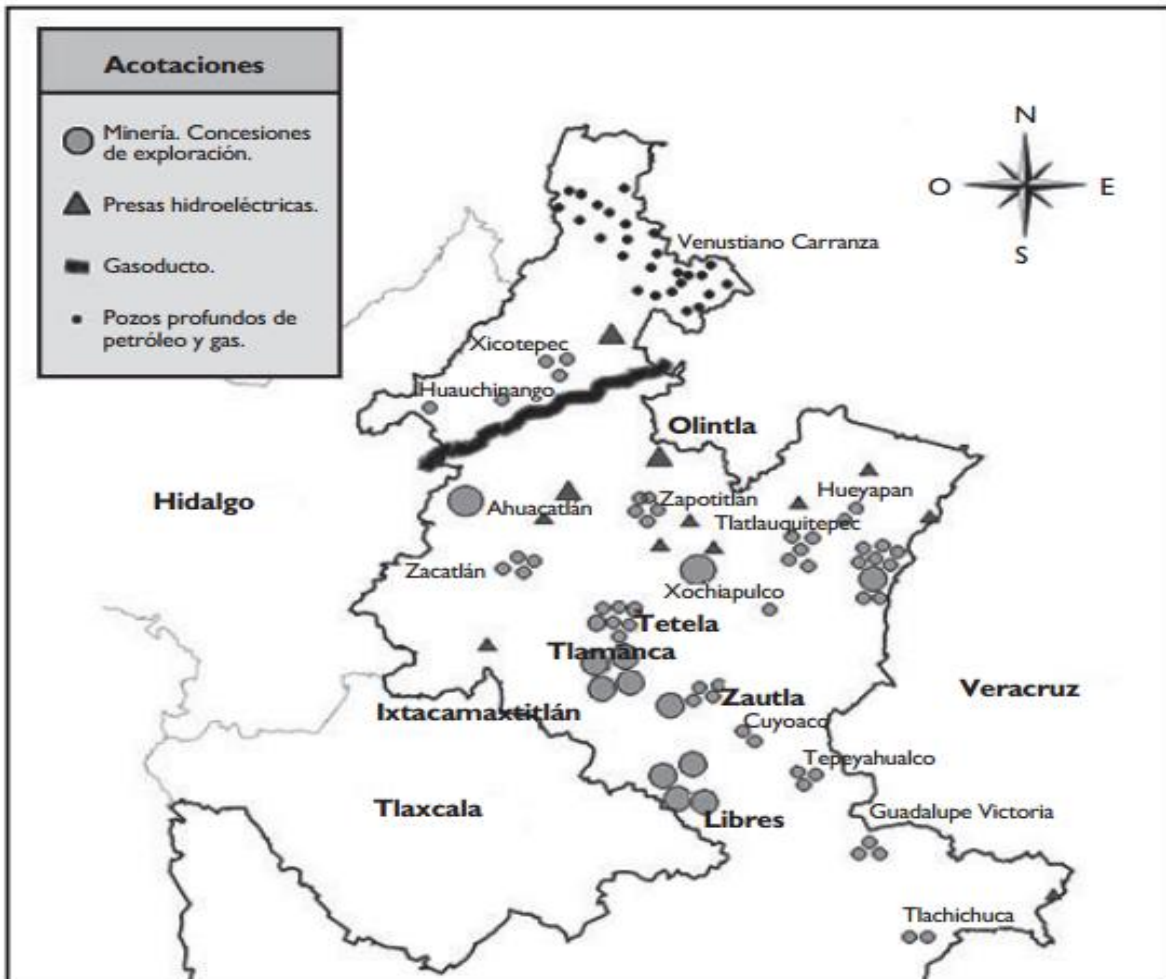 Acotaciones
Minería. Concesiones
de exploración.
Presas hidroeléctricas.
Gasoducto.
Pozos profundos de
petróleo y gas.
N
O
E
S
Venustiano Carranza
Xicotepec
Huauchinango
Olintla
Hidalgo
Ahuacatlán
Zapotitlán
Hueyapan
Tlatlauquitepec
Zacatlán
Xochiapulco
Tetela
Tlamanca
Zautla
Veracruz
Ixtacamaxtitlán
Cuyoaco
Tepeyahualco
Tlaxcala
Libres
Guadalupe Victoria
Tlachichuca